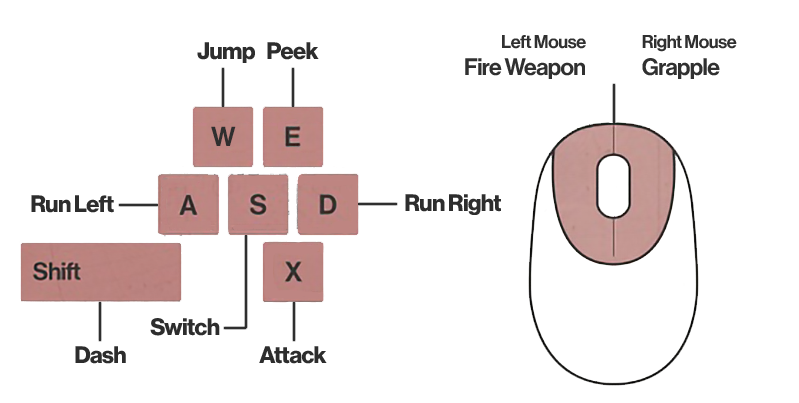 Jump Peek
Left Mouse
Fire Weapon
Right Mouse
Grapple
W E
Run Left A S D Run Right
Shift X
Switch
Dash Attack